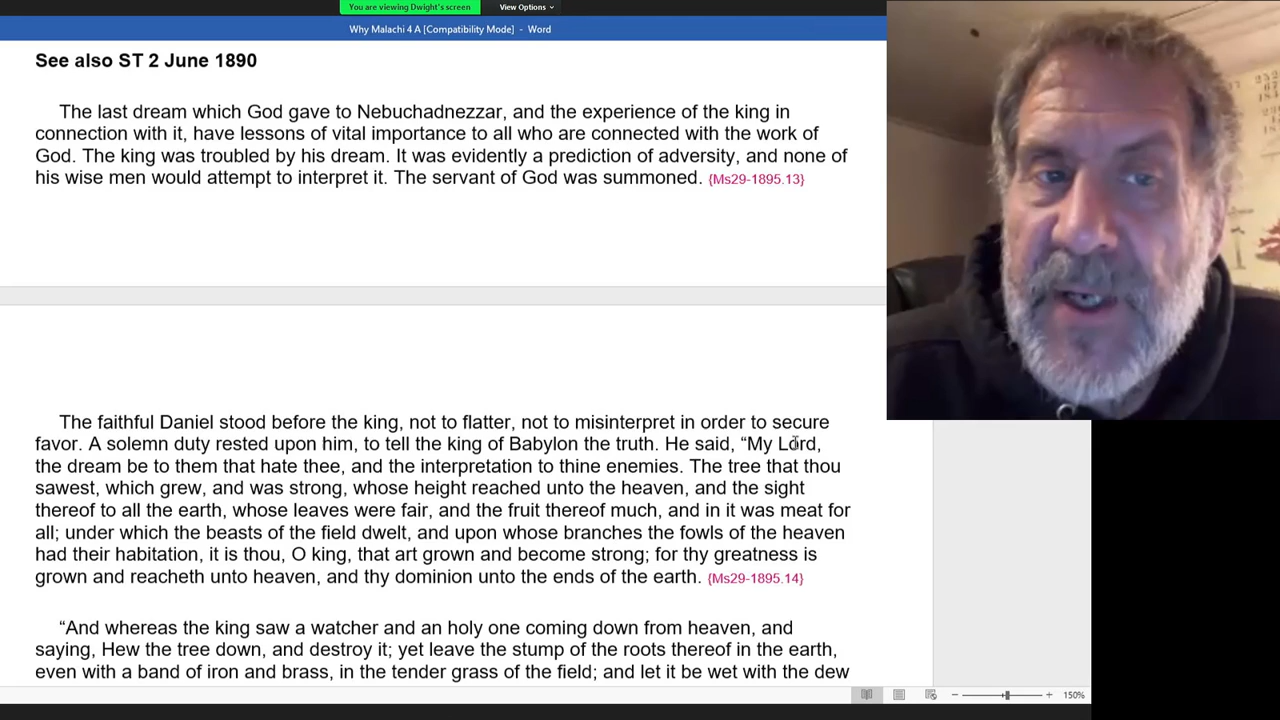 You are viewing Dwight's screen
View Options
Why Malachi 4 A [Compatibility Mode] - Word
See also ST 2 June 1890
The last dream which God gave to Nebuchadnezzar, and the experience of the king in
connection with it, have lessons of vital importance to all who are connected with the work of
God. The king was troubled by his dream. It was evidently a prediction of adversity, and none of
his wise men would attempt to interpret it. The servant of God was summoned. {Ms29-1895.13}
The faithful Daniel stood before the king, not to flatter, not to misinterpret in order to secure
favor. A solemn duty rested upon him, to tell the king of Babylon the truth. He said, “My Lord,
the dream be to them that hate thee, and the interpretation to thine enemies. The tree that thou
sawest, which grew, and was strong, whose height reached unto the heaven, and the sight
thereof to all the earth, whose leaves were fair, and the fruit thereof much, and in it was meat for
all; under which the beasts of the field dwelt, and upon whose branches the fowls of the heaven
had their habitation, it is thou, O king, that art grown and become strong; for thy greatness is
grown and reacheth unto heaven, and thy dominion unto the ends of the earth. {Ms29-1895.14}
“And whereas the king saw a watcher and an holy one coming down from heaven, and
saying, Hew the tree down, and destroy it; yet leave the stump of the roots thereof in the earth,
even with a band of iron and brass, in the tender grass of the field; and let it be wet with the dew
150%